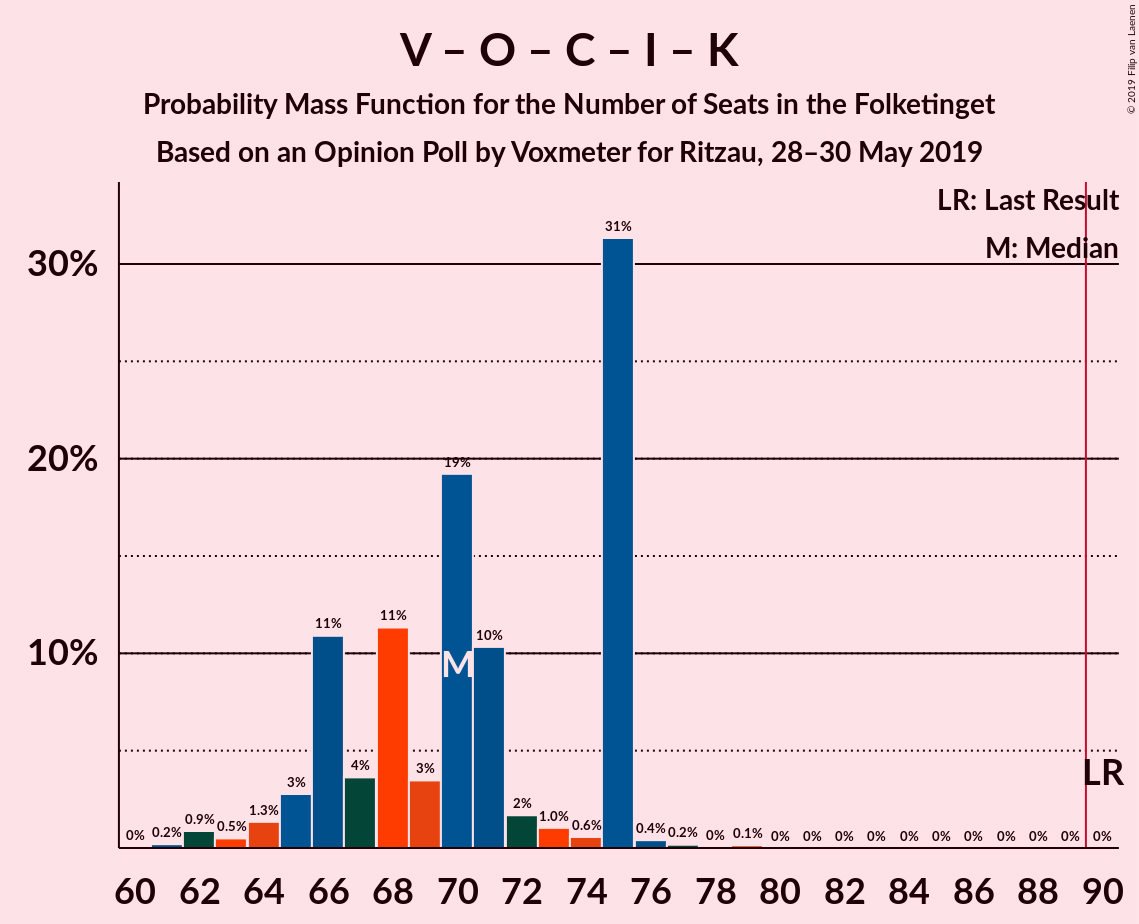 V – O – C – I – K
Probability Mass Function for the Number of Seats in the Folketinget
Based on an Opinion Poll by Voxmeter for Ritzau, 28–30 May 2019
© 2019 Filip van Laenen
LR: Last Result
M: Median
30%
20%
10%
0% 0.2% 0.9% 0.5% 1.3% 3% 11% 4% 11% 3% 19% 10% 2% 1.0% 0.6% 31% 0.4% 0.2% 0% 0.1% 0% 0% 0% 0% 0% 0% 0% 0% 0% 0% 0%
M
LR
60 62 64 66 68 70 72 74 76 78 80 82 84 86 88 90